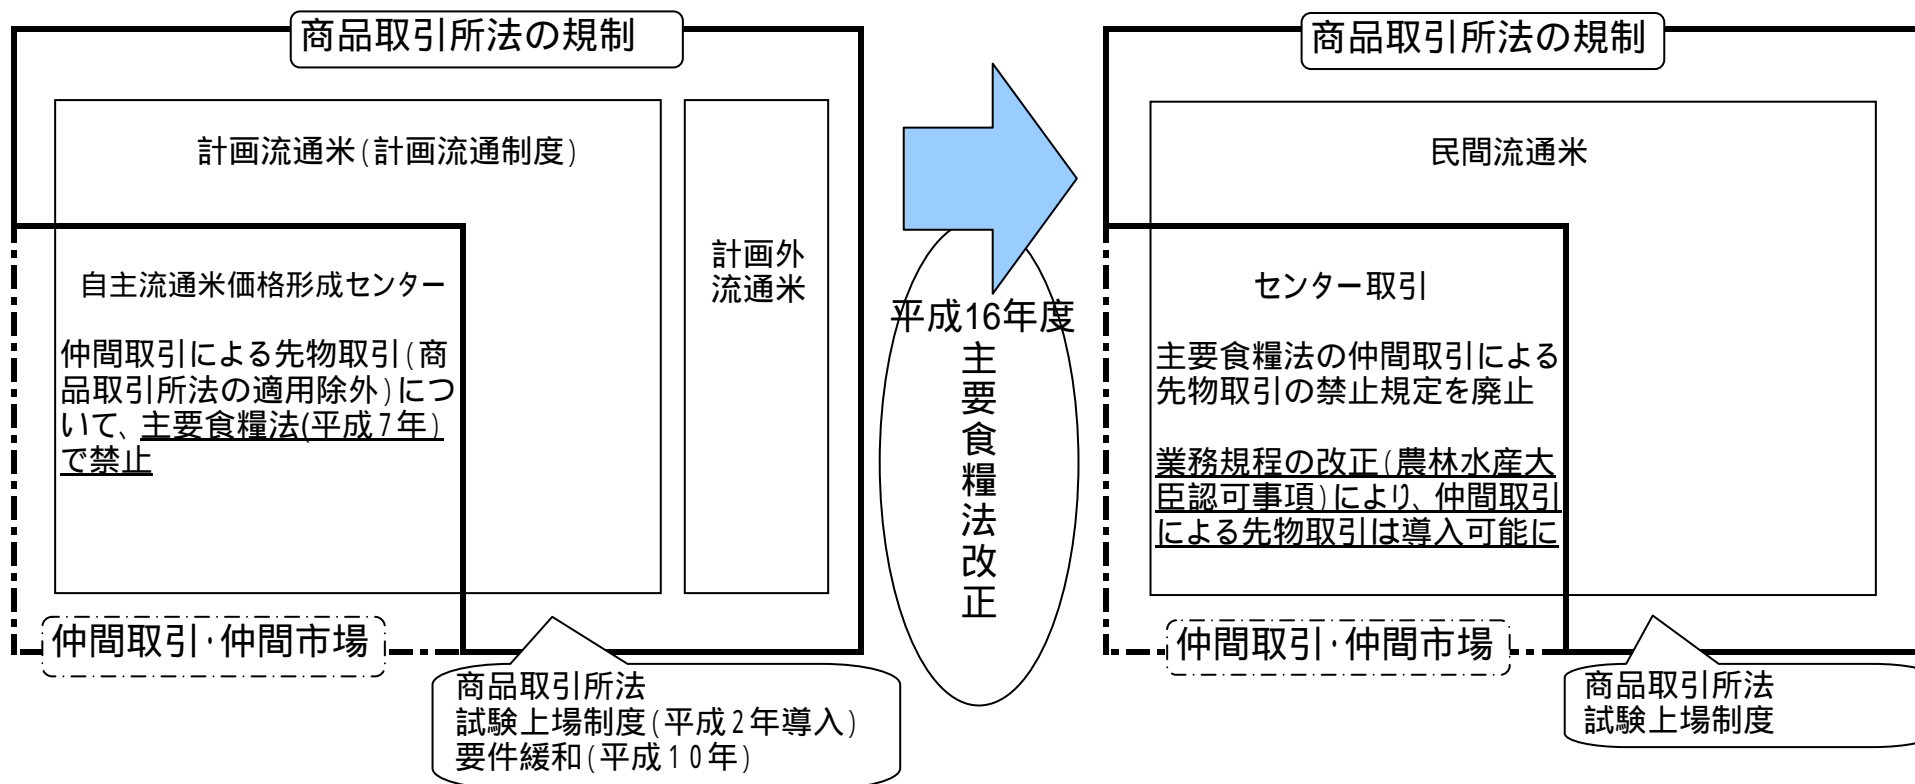 商品取引所法の規制
計画流通米(計画流通制度)
計画外
流通米
自主流通米価格形成センター
仲間取引による先物取引(商
品取引所法の適用除外)につ
いて、主要食糧法(平成7年)
で禁止
仲間取引・仲間市場
商品取引所法
試験上場制度(平成2年導入)
要件緩和(平成10年)
平成16年度
主要食糧法改正
商品取引所法の規制
民間流通米
センター取引
主要食糧法の仲間取引による
先物取引の禁止規定を廃止
業務規程の改正(農林水産大
臣認可事項)により、仲間取引
による先物取引は導入可能に
仲間取引・仲間市場
商品取引所法
試験上場制度